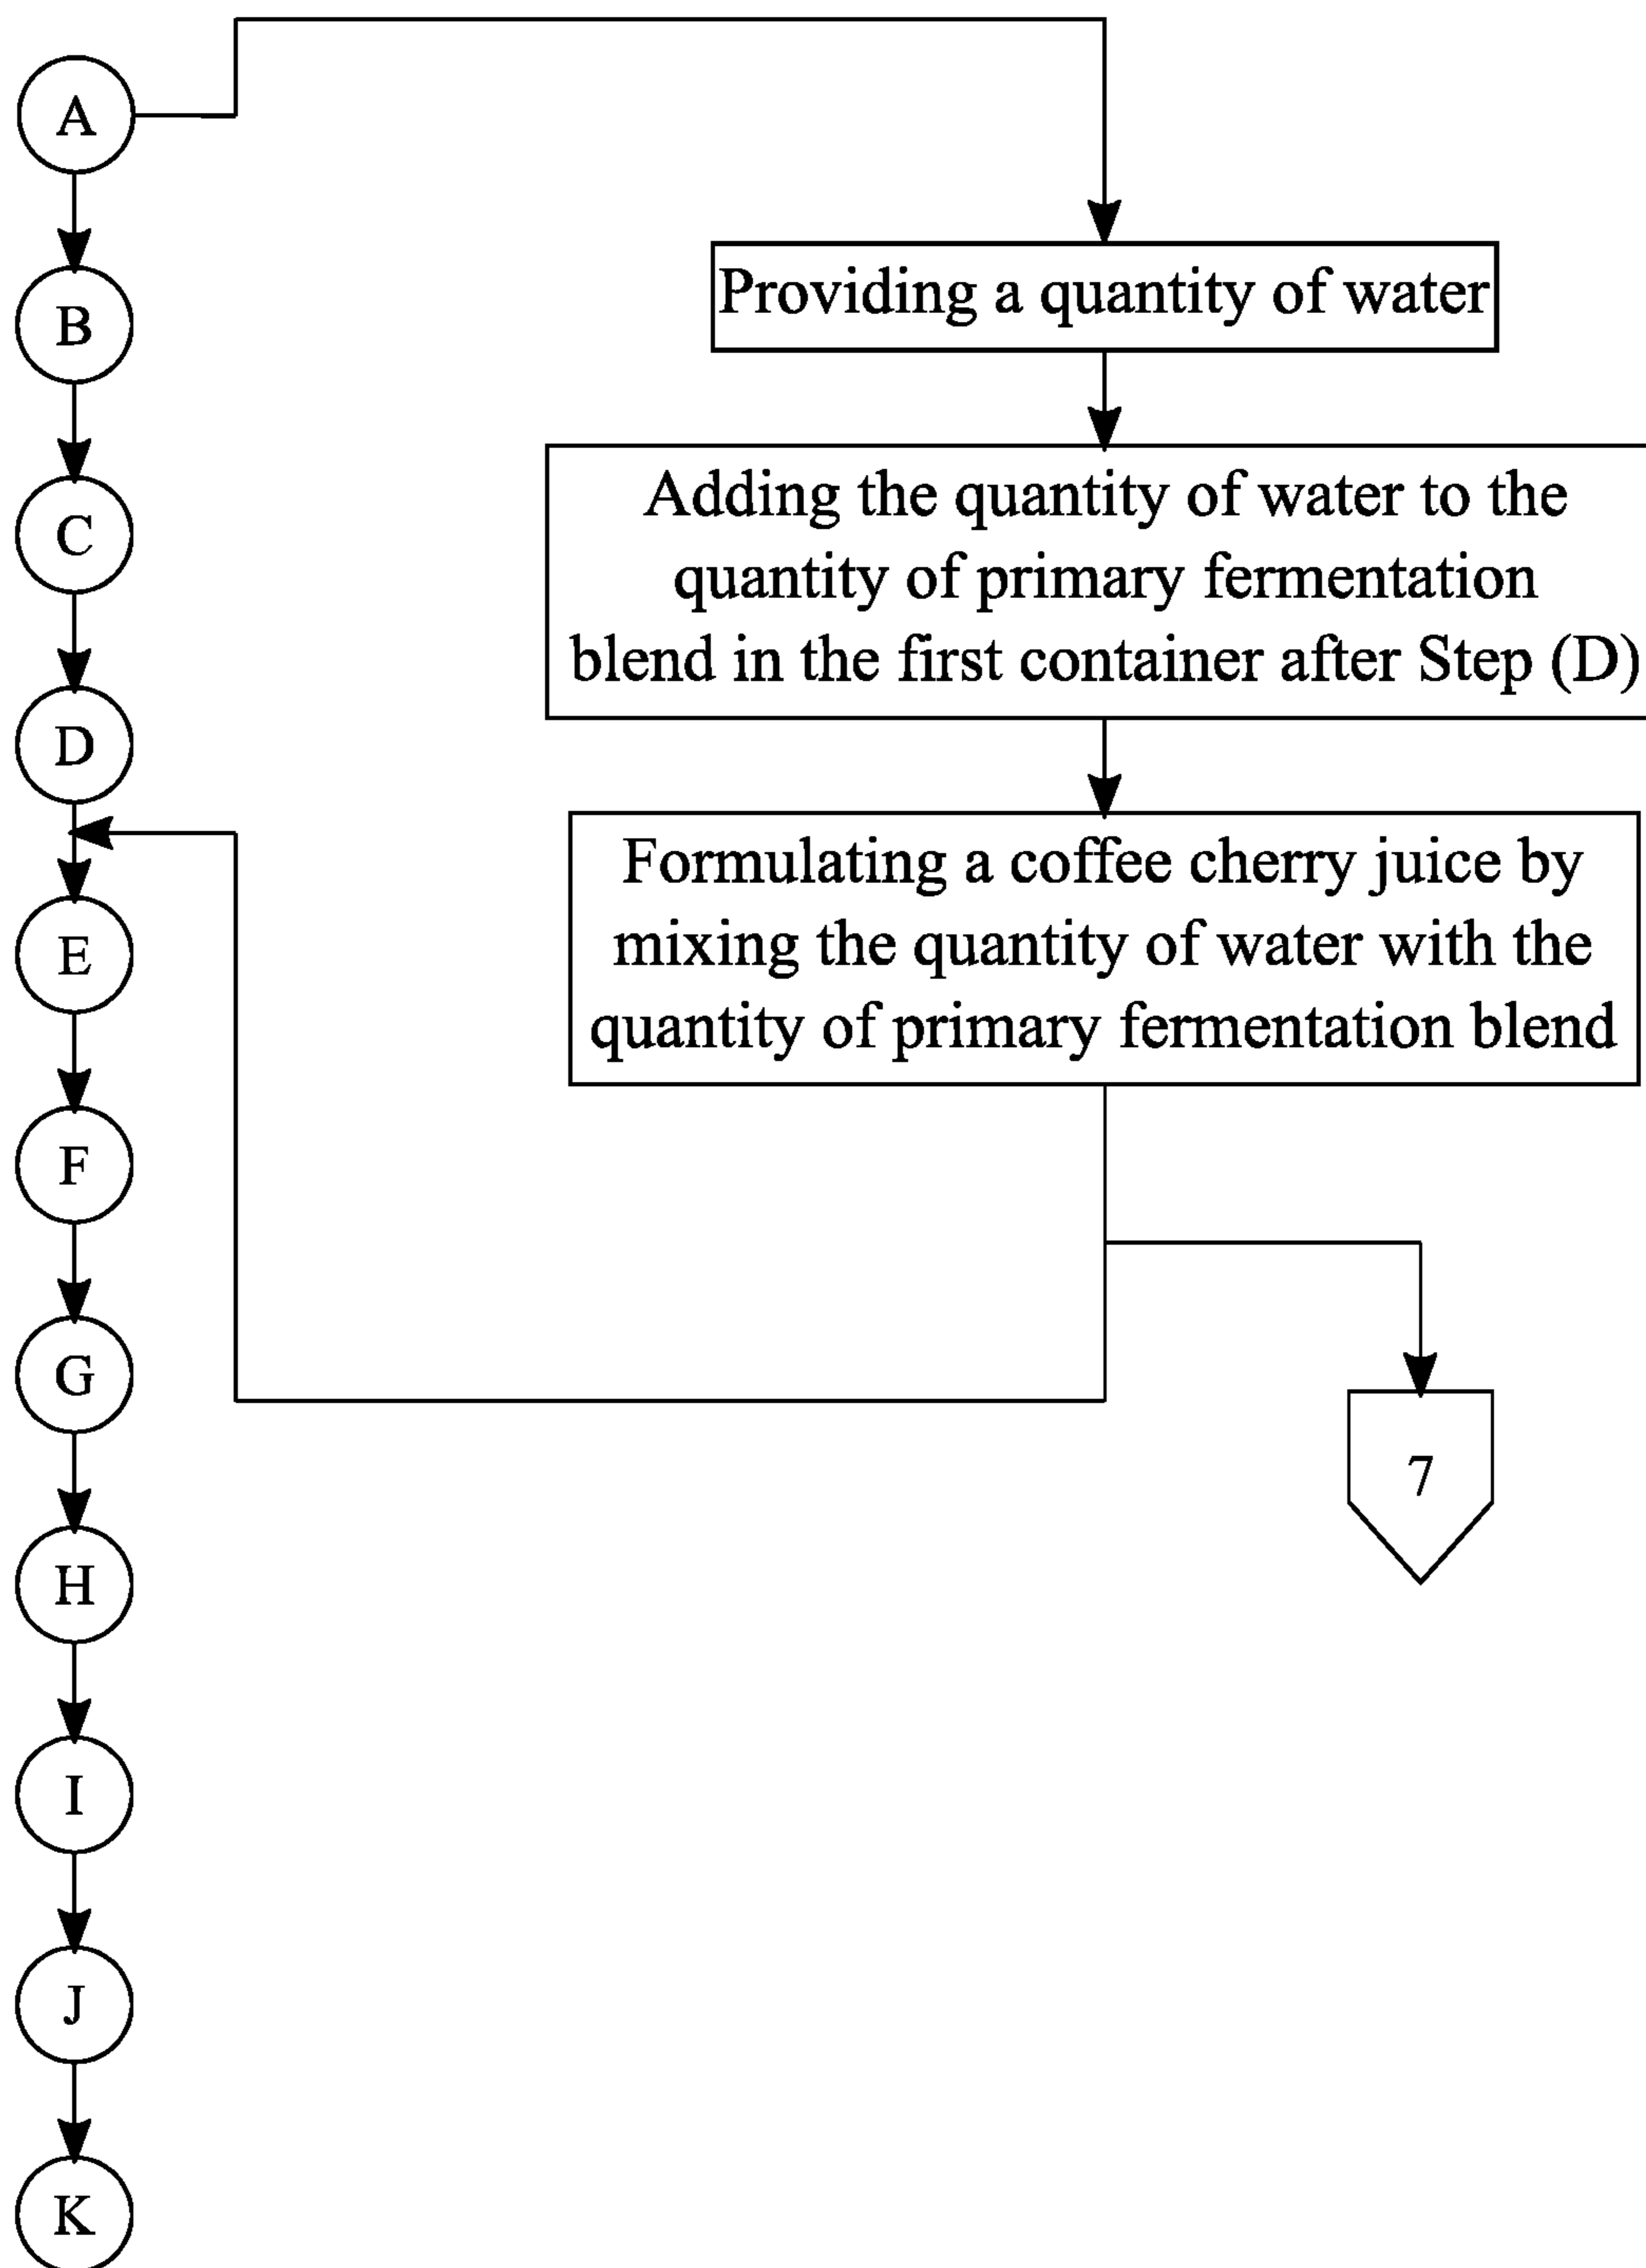 A
B
C
D
E
F
G
H
I
J
K
Providing a quantity of water
Adding the quantity of water to the
quantity of primary fermentation
blend in the first container after Step (D)
Formulating a coffee cherry juice by
mixing the quantity of water with the
quantity of primary fermentation blend
7